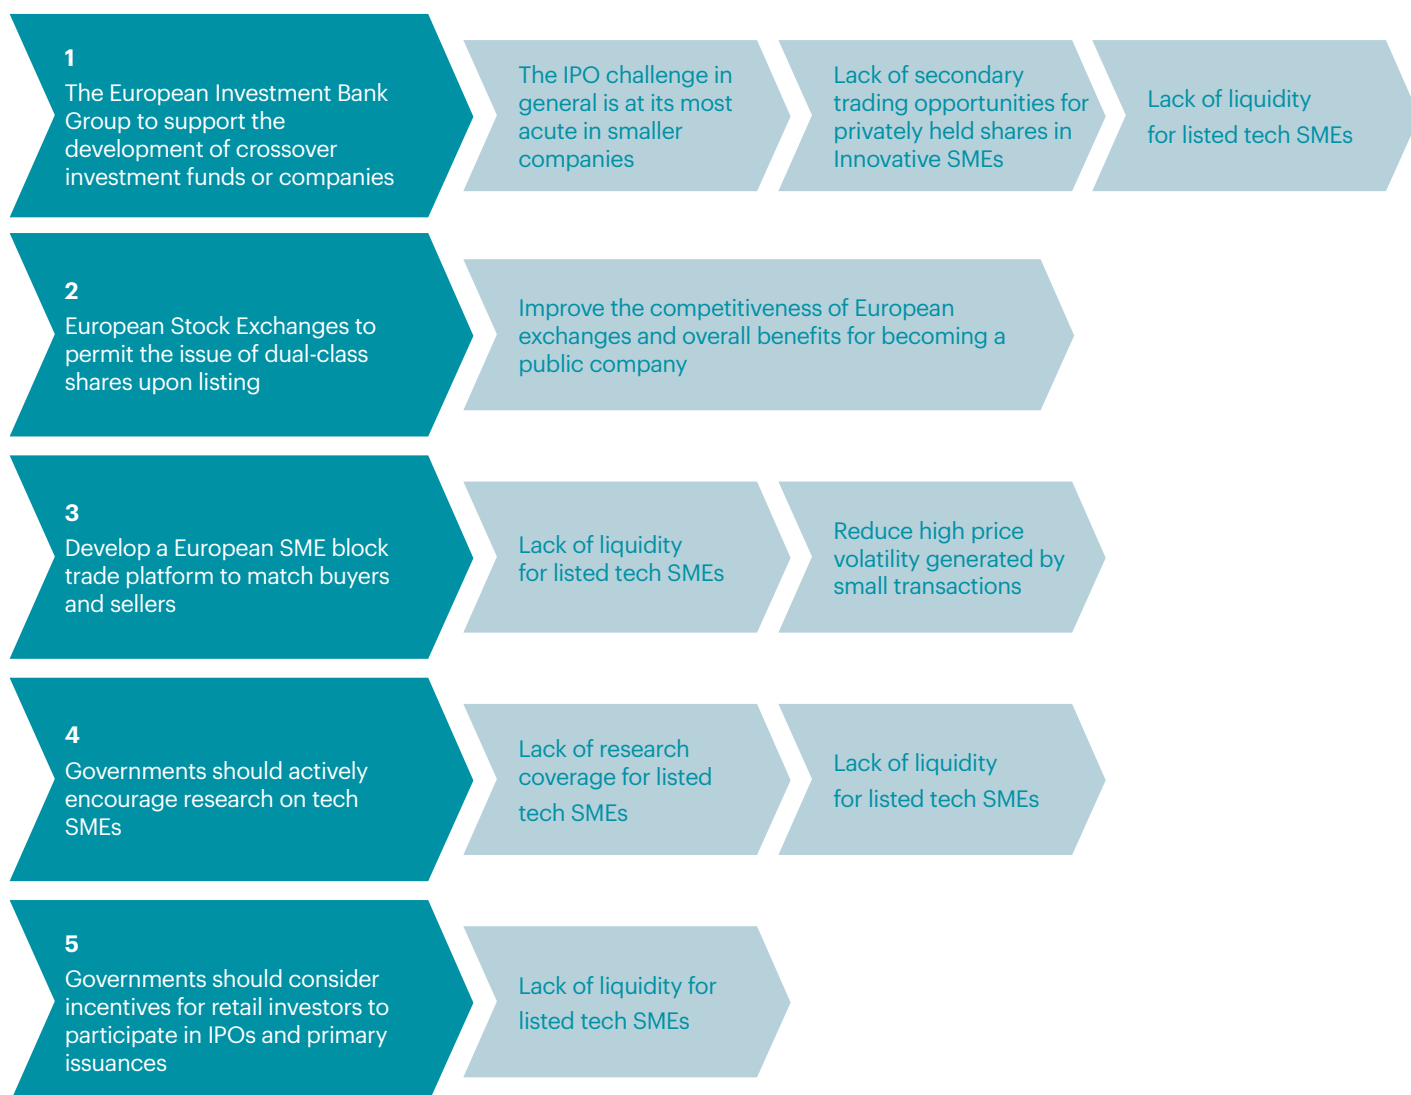 1
The European Investment Bank
Group to support the
development of crossover
investment funds or companies
The IPO challenge in
general is at its most
acute in smaller
companies
Lack of secondary
trading opportunities for
privately held shares in
Innovative SMEs
Lack of liquidity
for listed tech SMEs
2
European Stock Exchanges to
permit the issue of dual-class
shares upon listing
Improve the competitiveness of European
exchanges and overall benefits for becoming a
public company
3
Develop a European SME block
trade platform to match buyers
and sellers
Lack of liquidity
for listed tech SMEs
Reduce high price
volatility generated by
small transactions
4
Governments should actively
encourage research on tech
SMEs
Lack of research
coverage for listed
tech SMEs
Lack of liquidity
for listed tech SMEs
5
Governments should consider
incentives for retail investors to
participate in IPOs and primary
issuances
Lack of liquidity for
listed tech SMEs